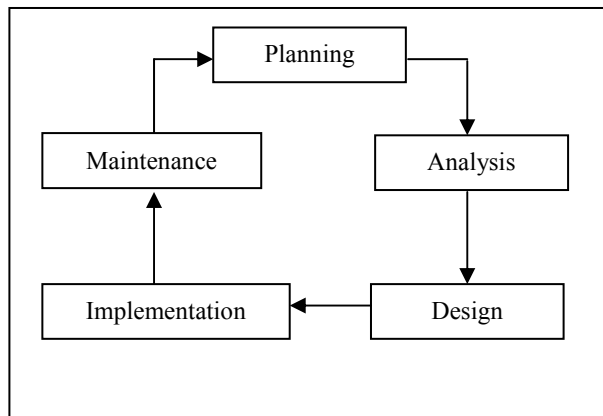 Planning
Maintenance
Analysis
Implementation
Design